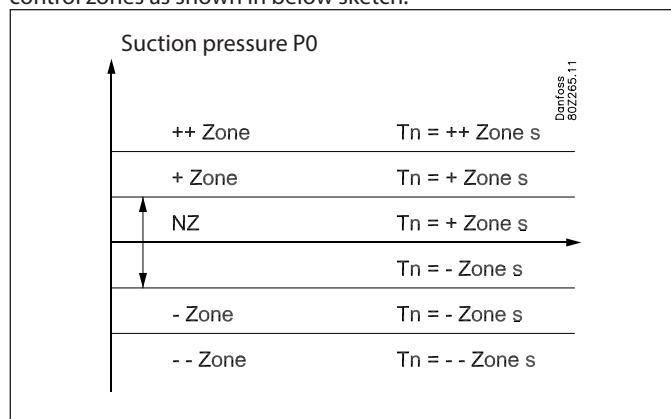 control zones as shown in below sketch.
Suction pressure P0
Danfoss
80Z265.11
++ Zone Tn = ++ Zone s
+ Zone Tn = + Zone s
NZ Tn = + Zone s
Tn = - Zone s
- Zone Tn = - Zone s
- - Zone Tn = - - Zone s